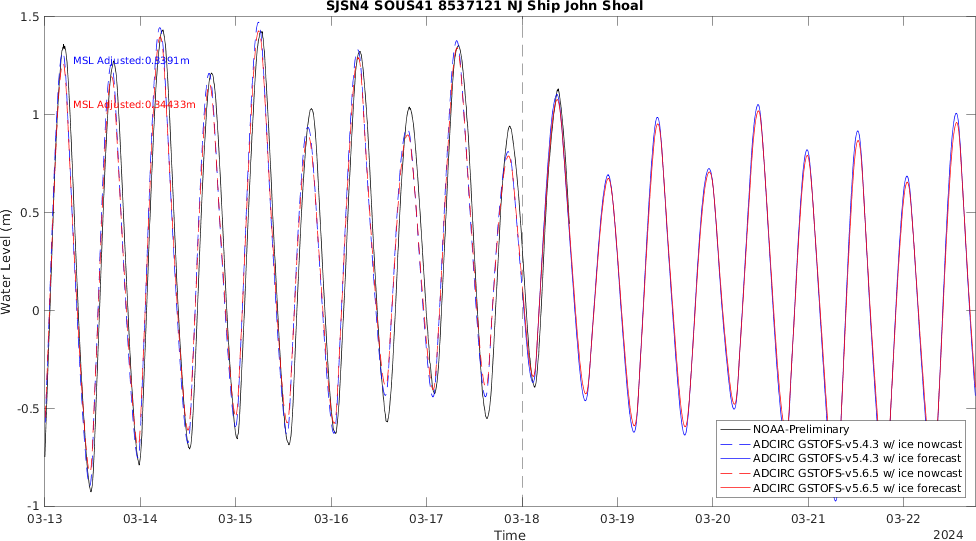 SJSN4 SOUS41 8537121 NJ Ship John Shoal
1.5
1
0.5
0
-0.5
-1
Water Level (m)
MSL Adjusted:0.3391m
MSL Adjusted:0.34433m
NOAA-Preliminary
ADCIRC GSTOFS-v5.4.3 w/ ice nowcast
ADCIRC GSTOFS-v5.4.3 w/ ice forecast
ADCIRC GSTOFS-v5.6.5 w/ ice nowcast
ADCIRC GSTOFS-v5.6.5 w/ ice forecast
03-13 03-14 03-15 03-16 03-17 03-18 03-19 03-20 03-21 03-22
Time
2024